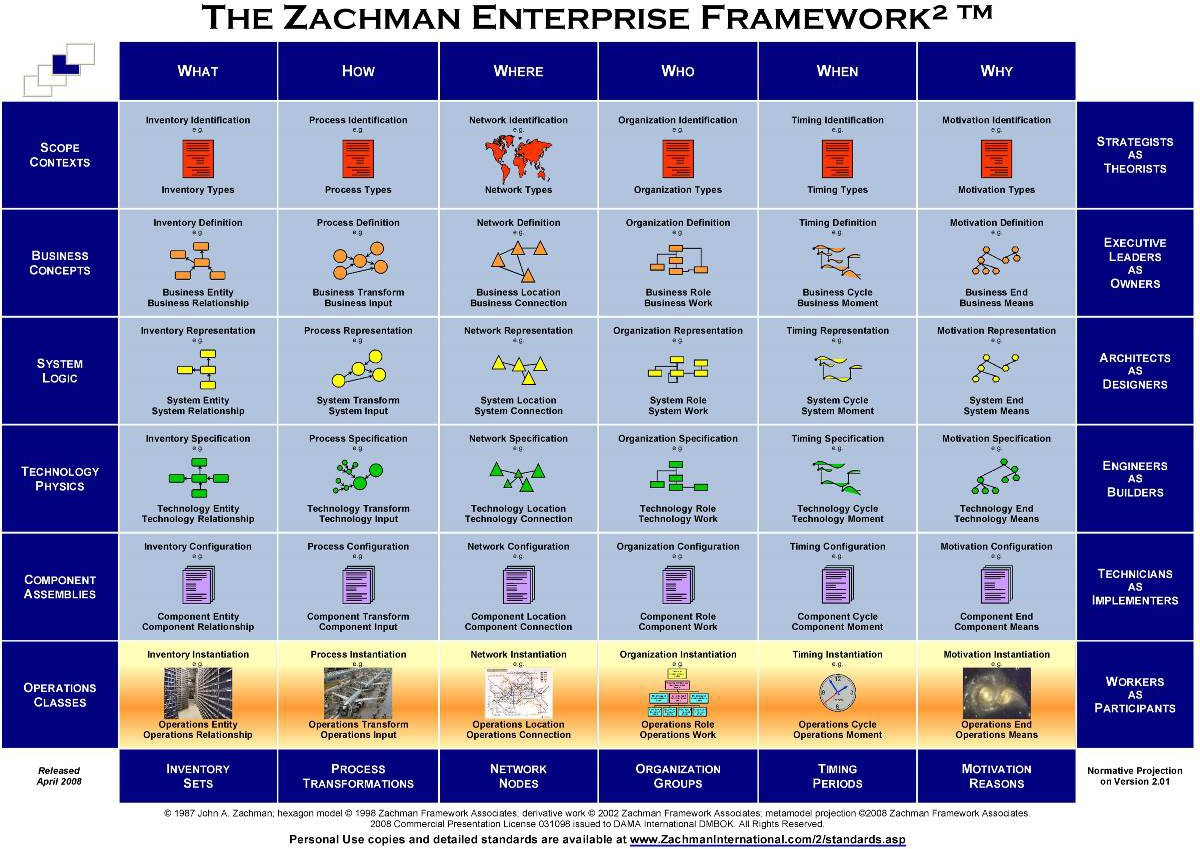 THE ZACHMAN ENTERPRISE FRAMEWORK² ™
WHAT
HOW
WHERE
WHO
WHEN
WHY
SCOPE
CONTEXTS
Inventory Identification
e.g.
Inventory Types
Process Identification
e.g.
Process Types
Network Identification
e.g.
Network Types
Organization Identification
e.g.
Organization Types
Timing Identification
e.g.
Timing Types
Motivation Identification
e.g.
Motivation Types
STRATEGISTS
AS
THEORISTS
BUSINESS
CONCEPTS
Inventory Definition
e.g.
Business Entity
Business Relationship
Process Definition
e.g.
Business Transform
Business Input
Network Definition
e.g.
Business Location
Business Connection
Organization Definition
e.g.
Business Role
Business Work
Timing Definition
e.g.
Business Cycle
Business Moment
Motivation Definition
e.g.
Business End
Business Means
EXECUTIVE
LEADERS
AS
OWNERS
SYSTEM
LOGIC
Inventory Representation
e.g.
System Entity
System Relationship
Process Representation
e.g.
System Transform
System Input
Network Representation
e.g.
System Location
System Connection
Organization Representation
e.g.
System Role
System Work
Timing Representation
e.g.
System Cycle
System Moment
Motivation Representation
e.g.
System End
System Means
ARCHITECTS
AS
DESIGNERS
TECHNOLOGY
PHYSICS
Inventory Specification
e.g.
Technology Entity
Technology Relationship
Process Specification
e.g.
Technology Transform
Technology Input
Network Specification
e.g.
Technology Location
Technology Connection
Organization Specification
e.g.
Technology Role
Technology Work
Timing Specification
e.g.
Technology Cycle
Technology Moment
Motivation Specification
e.g.
Technology End
Technology Means
ENGINEERS
AS
BUILDERS
COMPONENT
ASSEMBLIES
Inventory Configuration
e.g.
Component Entity
Component Relationship
Process Configuration
e.g.
Component Transform
Component Input
Network Configuration
e.g.
Component Location
Component Connection
Organization Configuration
e.g.
Component Role
Component Work
Timing Configuration
e.g.
Component Cycle
Component Moment
Motivation Configuration
e.g.
Component End
Component Means
TECHNICIANS
AS
IMPLEMENTERS
OPERATIONS
CLASSES
Inventory Instantiation
e.g.
Operations Entity
Operations Relationship
Process Instantiation
e.g.
Operations Transform
Operations Input
Network Instantiation
e.g.
Operations Location
Operations Connection
Organization Instantiation
e.g.
Operations Role
Operations Work
Timing Instantiation
e.g.
Operations Cycle
Operations Moment
Motivation Instantiation
e.g.
Operations End
Operations Means
WORKERS
AS
PARTICIPANTS
Released
April 2008
INVENTORY
SETS
PROCESS
TRANSFORMATIONS
NETWORK
NODES
ORGANIZATION
GROUPS
TIMING
PERIODS
MOTIVATION
REASONS
Normative Projection
on Version 2.01
© 1987 John A. Zachman; hexagon model © 1998 Zachman Framework Associates; derivative work © 2002 Zachman Framework Associates; metamodel projection ©2008 Zachman Framework Associates.
2008 Commercial Presentation License 031098 issued to DAMA International DMBOK. All Rights Reserved.
Personal Use copies and detailed standards are available at www.ZachmanInternational.com/2/standards.asp